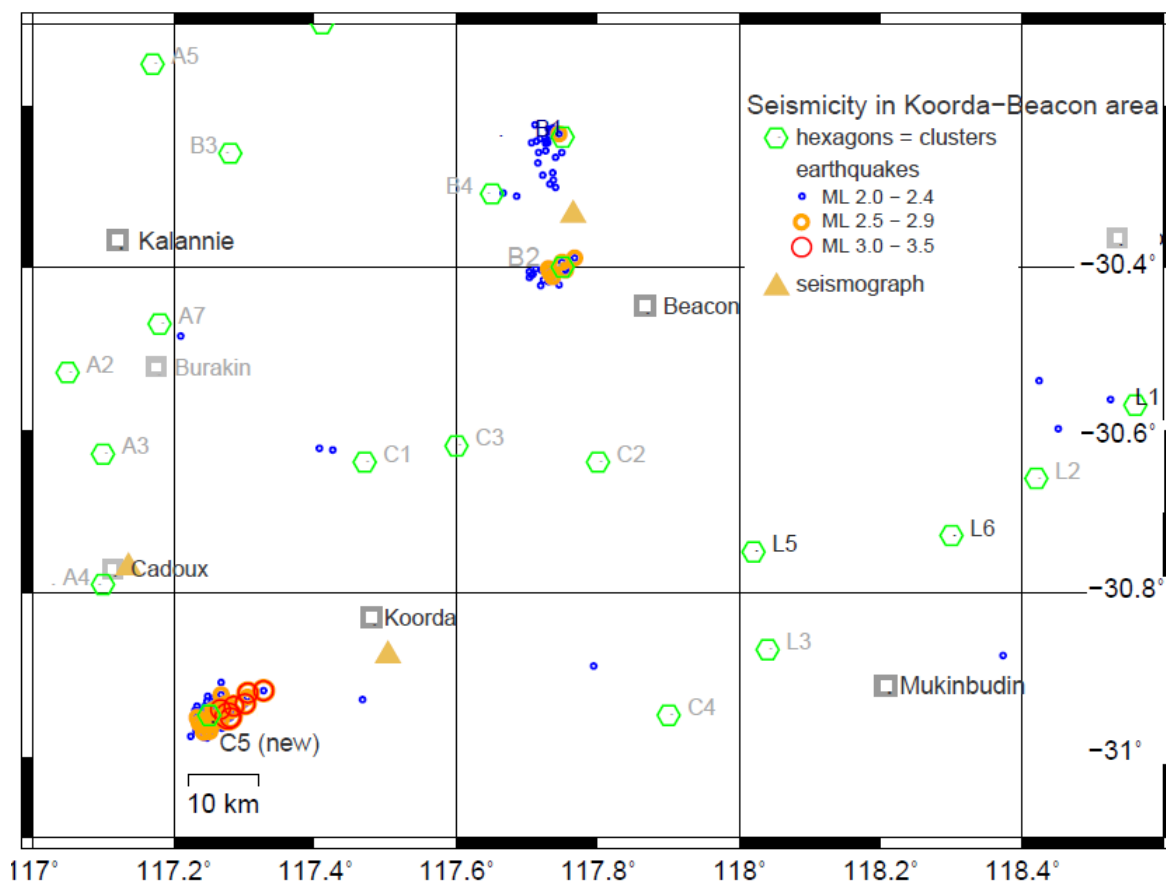 A5
Seismicity in Koorda−Beacon area
B1
hexagons = clusters
B3
earthquakes
B4
ML 2.0 − 2.4
ML 2.5 − 2.9
Kalannie
ML 3.0 − 3.5
B2
−30.4°
seismograph
Beacon
A7
A2
Burakin
L1
−30.6°
A3
C1
C3
C2
L2
L6
L5
Cadoux
A4
−30.8°
Koorda
L3
Mukinbudin
C4
C5 (new)
−31°
10 km
117° 117.2° 117.4° 117.6° 117.8° 118° 118.2° 118.4°